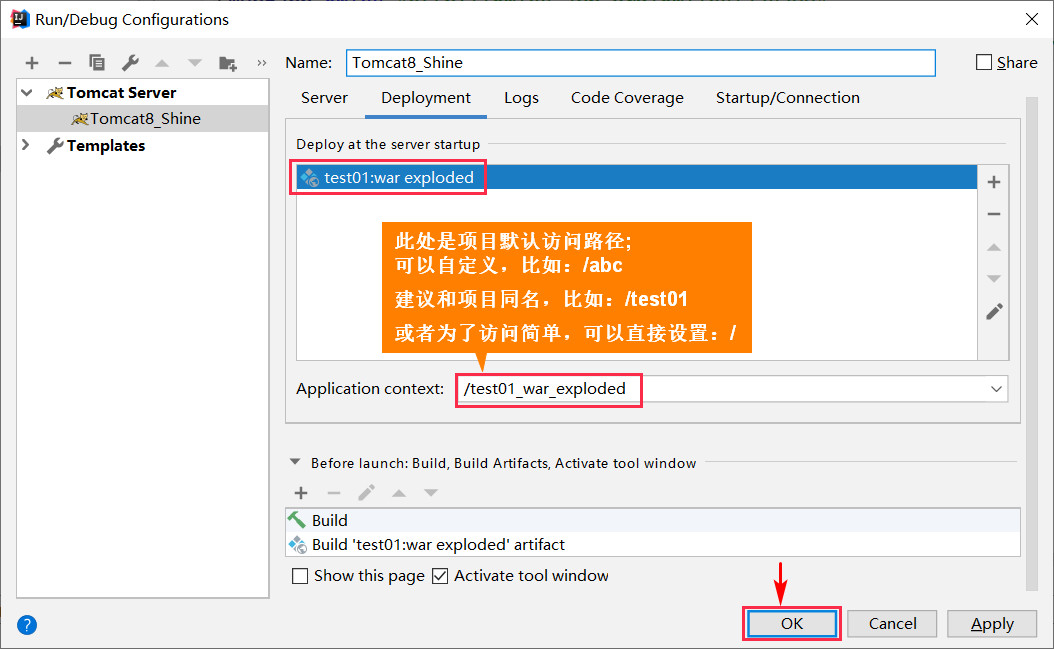 Run/Debug Configurations
Name: Tomcat8_Shine Share
Tomcat Server
Tomcat8_Shine
Templates
Server Deployment Logs Code Coverage Startup/Connection
Deploy at the server startup
test01:war exploded
此处是项目默认访问路径;
可以自定义，比如：/abc
建议和项目同名，比如：/test01
或者为了访问简单，可以直接设置：/
Application context: /test01_war_exploded
Before launch: Build, Build Artifacts, Activate tool window
Build
Build 'test01:war exploded' artifact
Show this page Activate tool window
? OK Cancel Apply